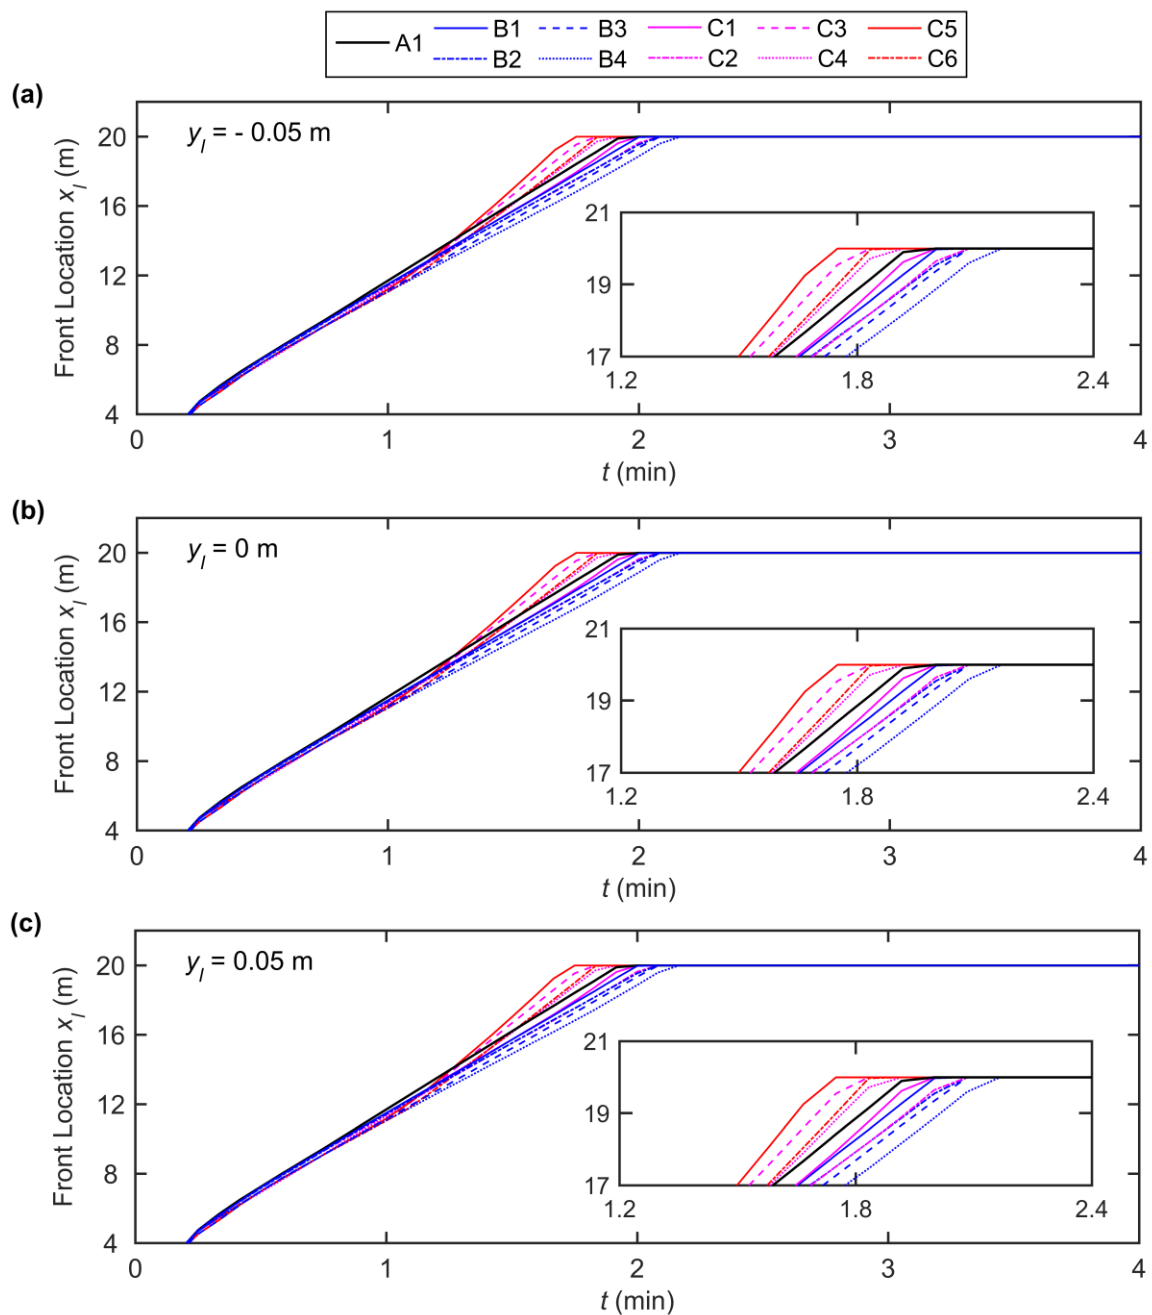 A1 B1 B3 C1 C3 C5
B2 B4 C2 C4 C6
(a)
y_l = - 0.05 m
Front Location x_l (m)
20
16
12
8
4
0 1 2 3 4
t (min)
21
19
17
1.2 1.8 2.4
(b)
y_l = 0 m
Front Location x_l (m)
20
16
12
8
4
0 1 2 3 4
t (min)
21
19
17
1.2 1.8 2.4
(c)
y_l = 0.05 m
Front Location x_l (m)
20
16
12
8
4
0 1 2 3 4
t (min)
21
19
17
1.2 1.8 2.4